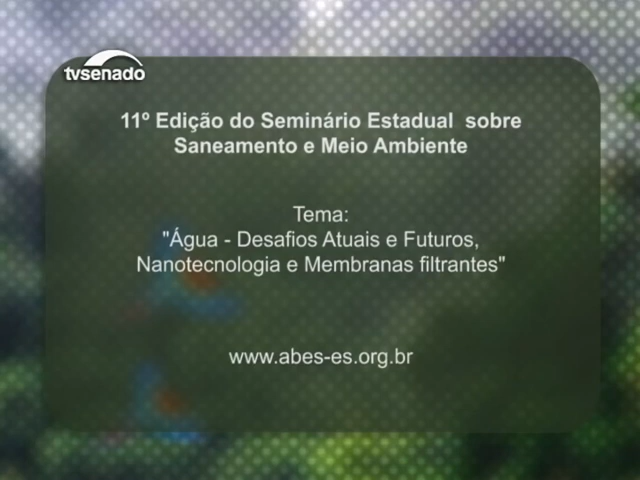 tvsenado
11º Edição do Seminário Estadual sobre
Saneamento e Meio Ambiente
Tema:
"Água - Desafios Atuais e Futuros,
Nanotecnologia e Membranas filtrantes"
www.abes-es.org.br